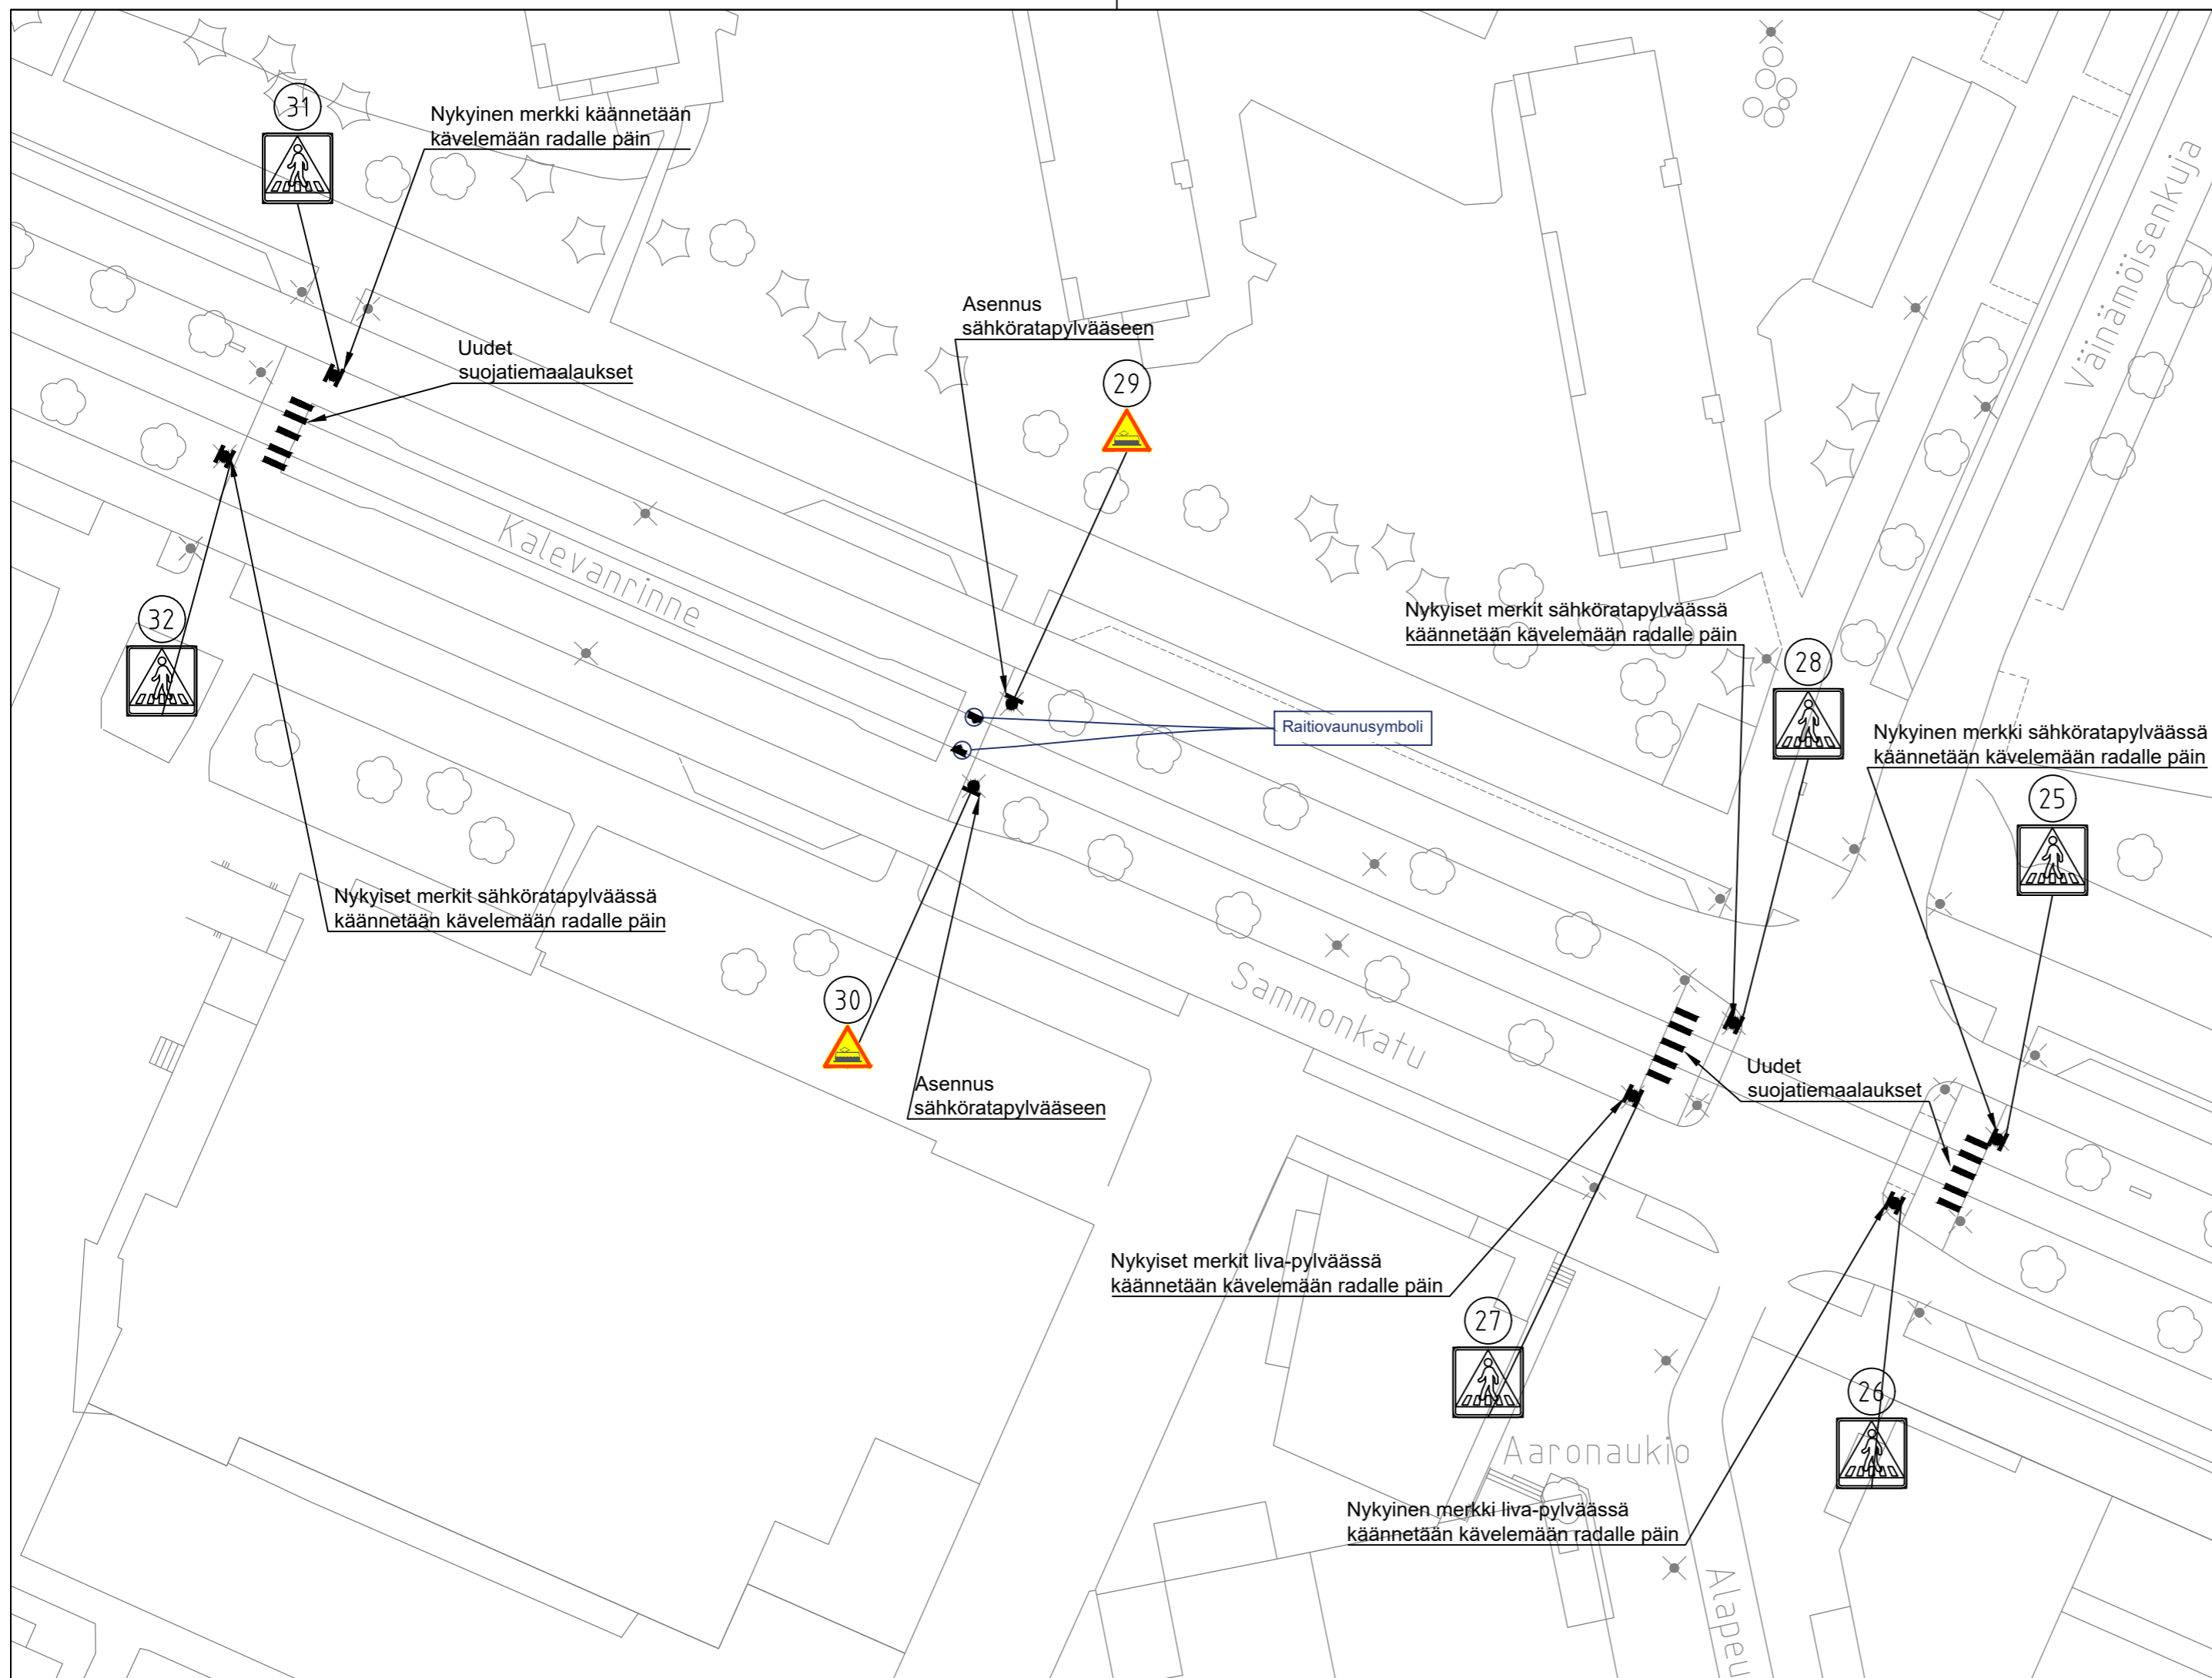 31
Nykyinen merkki käännetään
kävelemään radalle päin
Väinämöisenkuja
Asennus
sähköratapylvääseen
Uudet
suojatiemaalaukset
29
Kalevanrinne
32
Nykyiset merkit sähköratapylväässä
käännetään kävelemään radalle päin
28
Raitiovaunusymboli
Nykyinen merkki sähköratapylväässä
käännetään kävelemään radalle päin
25
Nykyiset merkit sähköratapylväässä
käännetään kävelemään radalle päin
Sammonkatu
30
Asennus
sähköratapylvääseen
Uudet
suojatiemaalaukset
Nykyiset merkit liva-pylväässä
käännetään kävelemään radalle päin
27
26
Aaronaukio
Nykyinen merkki liva-pylväässä
käännetään kävelemään radalle päin
Alapeu